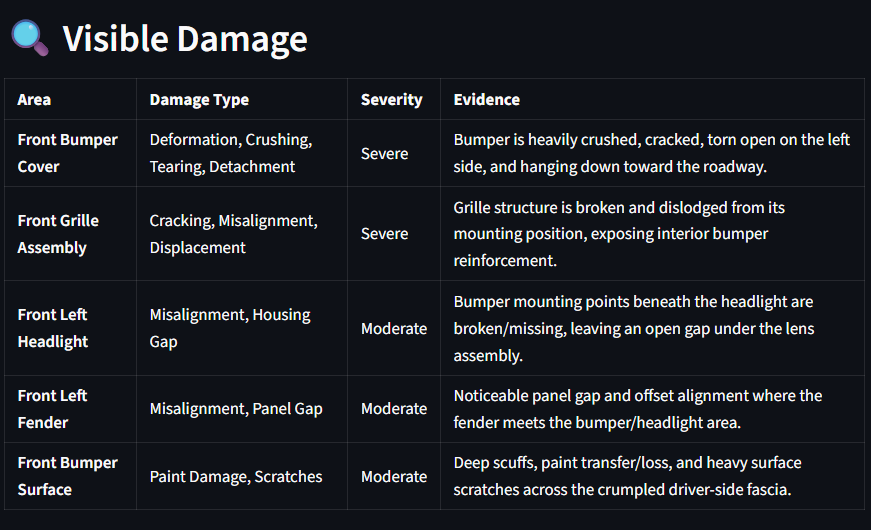 Visible Damage
Area Damage Type Severity Evidence
Front Bumper Cover Deformation, Crushing, Tearing, Detachment Severe Bumper is heavily crushed, cracked, torn open on the left side, and hanging down toward the roadway.
Front Grille Assembly Cracking, Misalignment, Displacement Severe Grille structure is broken and dislodged from its mounting position, exposing interior bumper reinforcement.
Front Left Headlight Misalignment, Housing Gap Moderate Bumper mounting points beneath the headlight are broken/missing, leaving an open gap under the lens assembly.
Front Left Fender Misalignment, Panel Gap Moderate Noticeable panel gap and offset alignment where the fender meets the bumper/headlight area.
Front Bumper Surface Paint Damage, Scratches Moderate Deep scuffs, paint transfer/loss, and heavy surface scratches across the crumpled driver-side fascia.